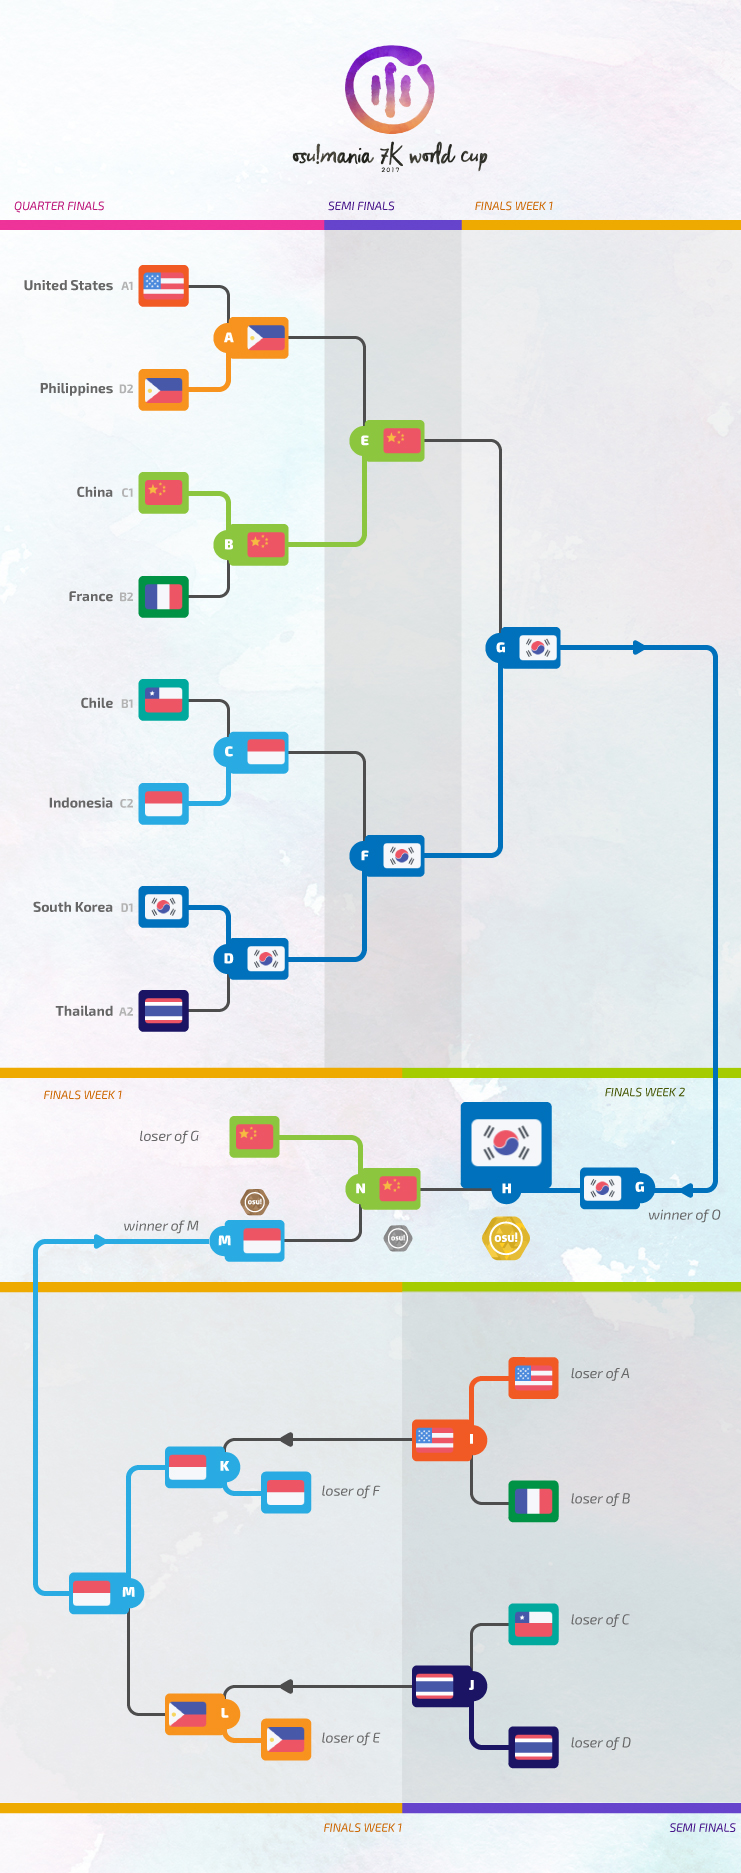 osu!mania 7K world cup
2017
QUARTER FINALS
SEMI FINALS
FINALS WEEK 1
United States A1
A
Philippines D2
E
China C1
B
France B2
G
Chile B1
C
Indonesia C2
F
South Korea D1
D
Thailand A2
FINALS WEEK 1
FINALS WEEK 2
loser of G
N
H
G
winner of O
osu!
winner of M
M
osu!
osu!
loser of A
I
K
loser of F
loser of B
M
loser of C
J
L
loser of E
loser of D
FINALS WEEK 1
SEMI FINALS